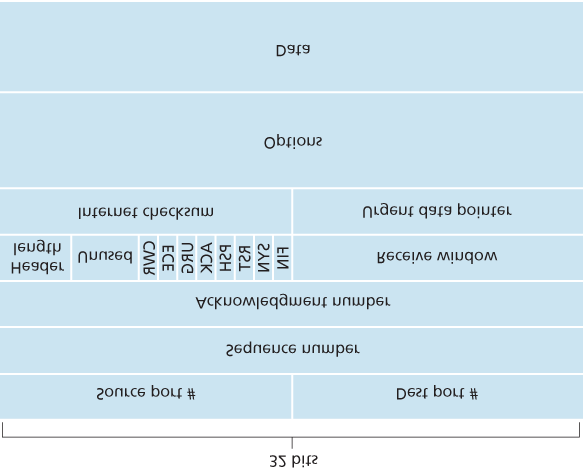 32 bits
Source port #
Dest port #
Sequence number
Acknowledgment number
Header
length
Unused
CWR
ECE
URG
ACK
PSH
RST
SYN
FIN
Receive window
Internet checksum
Urgent data pointer
Options
Data